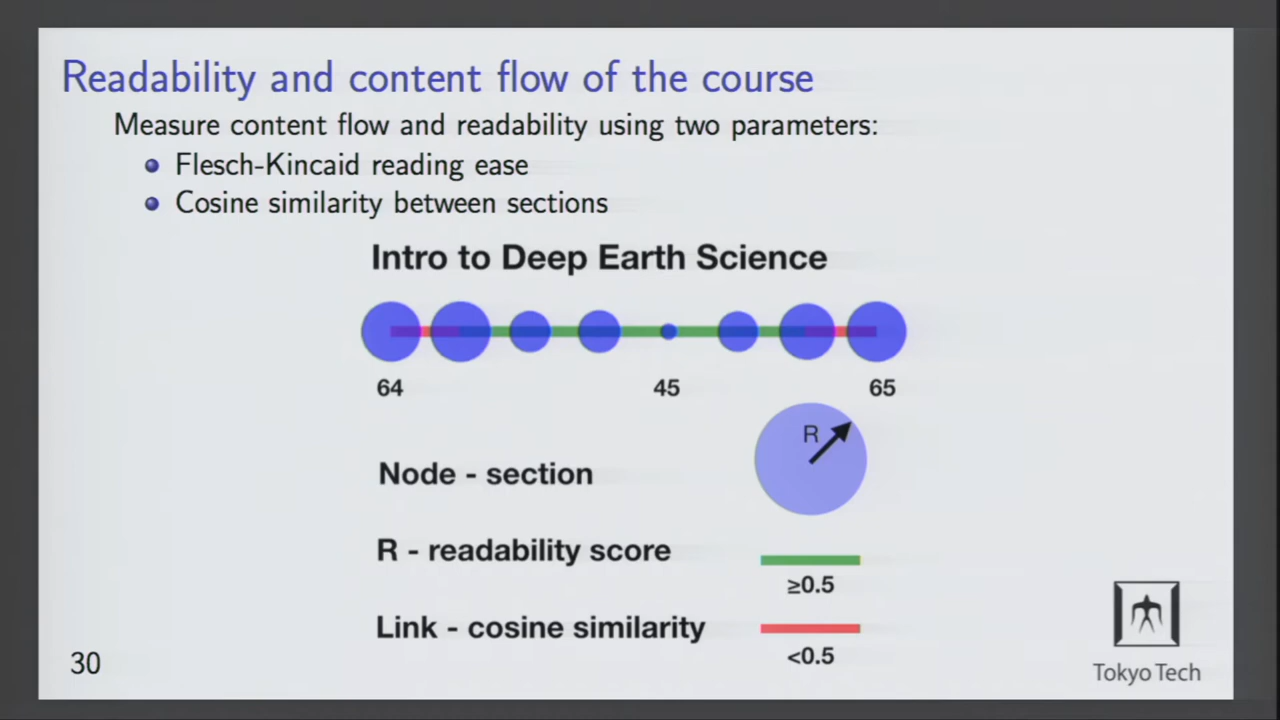 Readability and content flow of the course
Measure content flow and readability using two parameters:
Flesch-Kincaid reading ease
Cosine similarity between sections
Intro to Deep Earth Science
64 45 65
R
Node - section
R - readability score
≥0.5
Link - cosine similarity
<0.5
30
Tokyo Tech